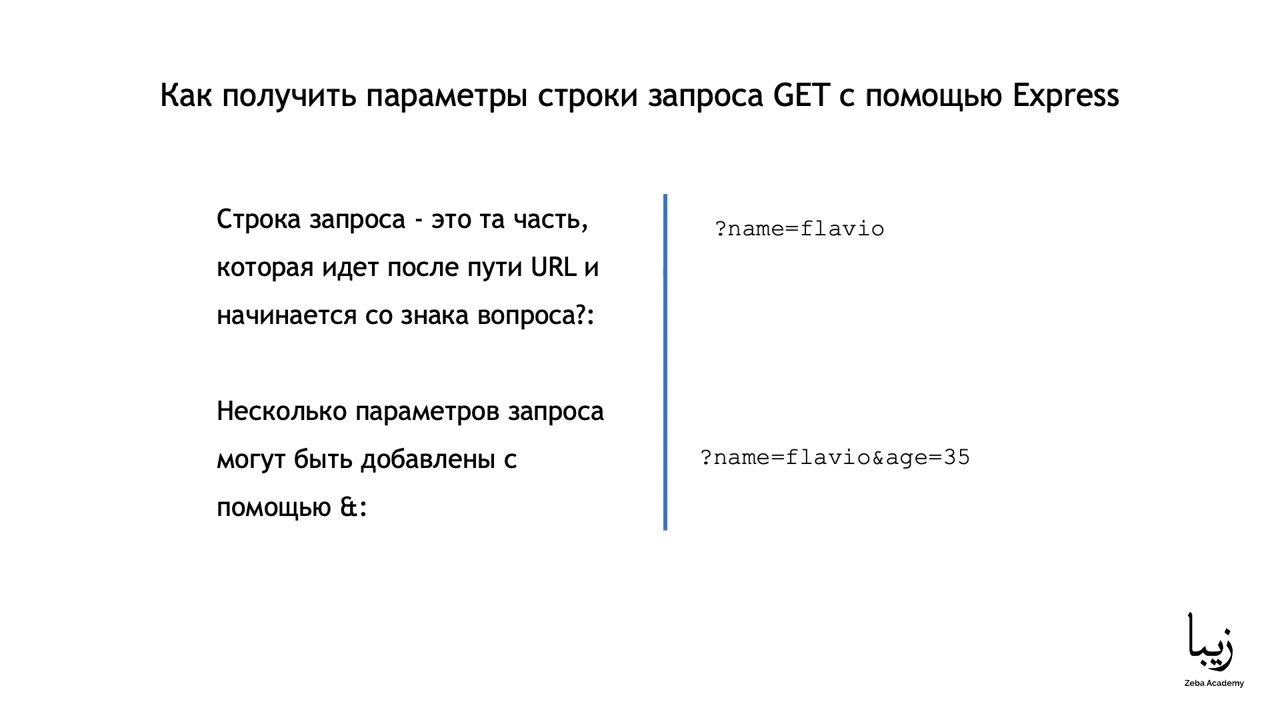 Как получить параметры строки запроса GET с помощью Express
Строка запроса - это та часть,
которая идет после пути URL и
начинается со знака вопроса?:
?name=flavio
Несколько параметров запроса
могут быть добавлены с
помощью &:
?name=flavio&age=35
زیبا
Zeba Academy